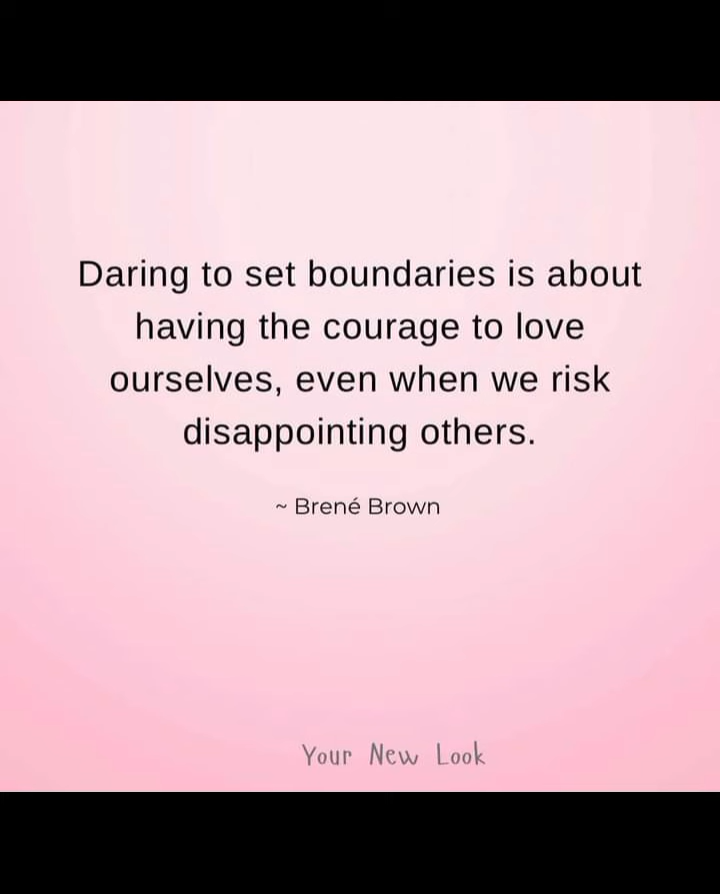 Daring to set boundaries is about
having the courage to love
ourselves, even when we risk
disappointing others.
~ Brené Brown
Your New Look